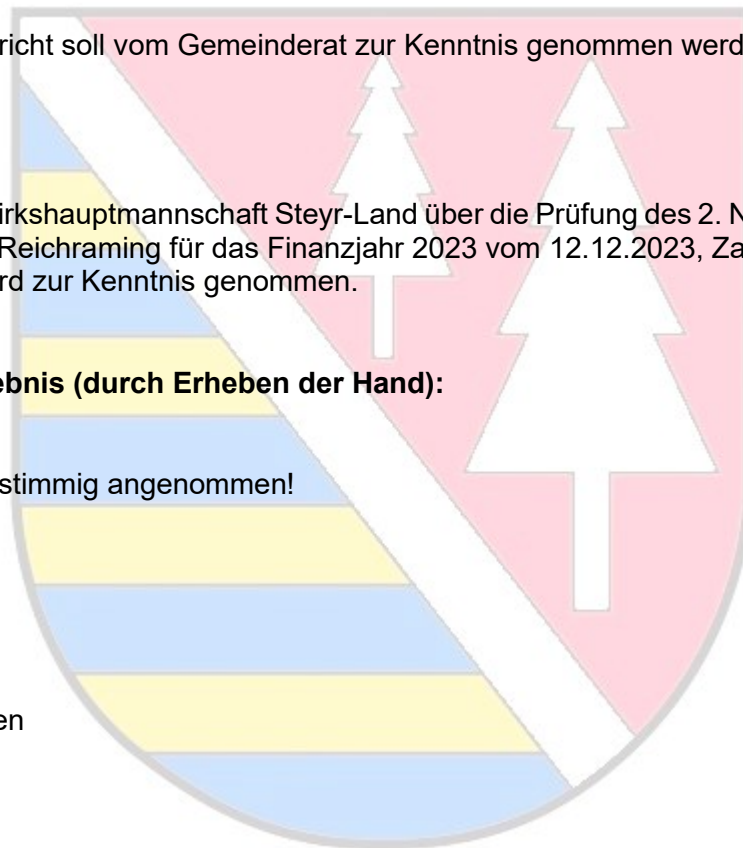 richt soll vom Gemeinderat zur Kenntnis genommen werd
irkshauptmannschaft Steyr-Land über die Prüfung des 2. N
Reichraming für das Finanzjahr 2023 vom 12.12.2023, Za
rd zur Kenntnis genommen.
ebnis (durch Erheben der Hand):
stimmig angenommen!
en